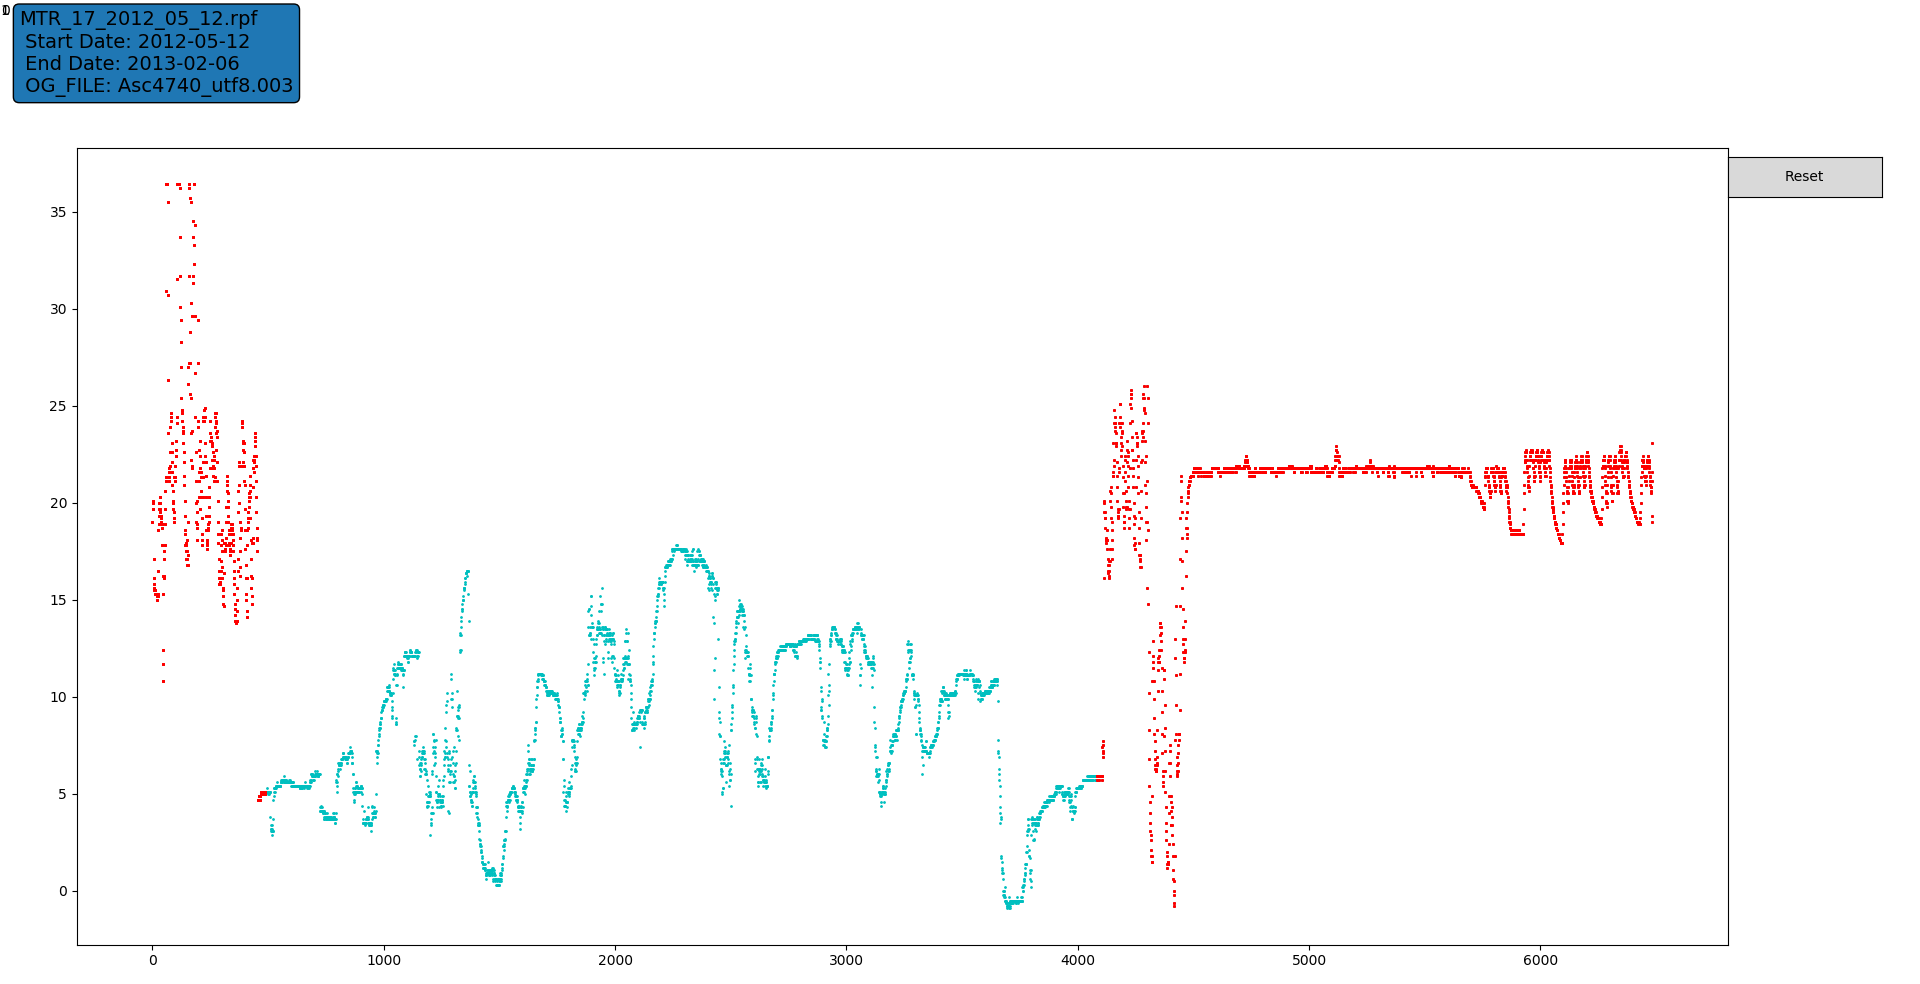 MTR_17_2012_05_12.rpf
Start Date: 2012-05-12
End Date: 2013-02-06
OG_FILE: Asc4740_utf8.003
Reset
35
30
25
20
15
10
5
0
0 1000 2000 3000 4000 5000 6000